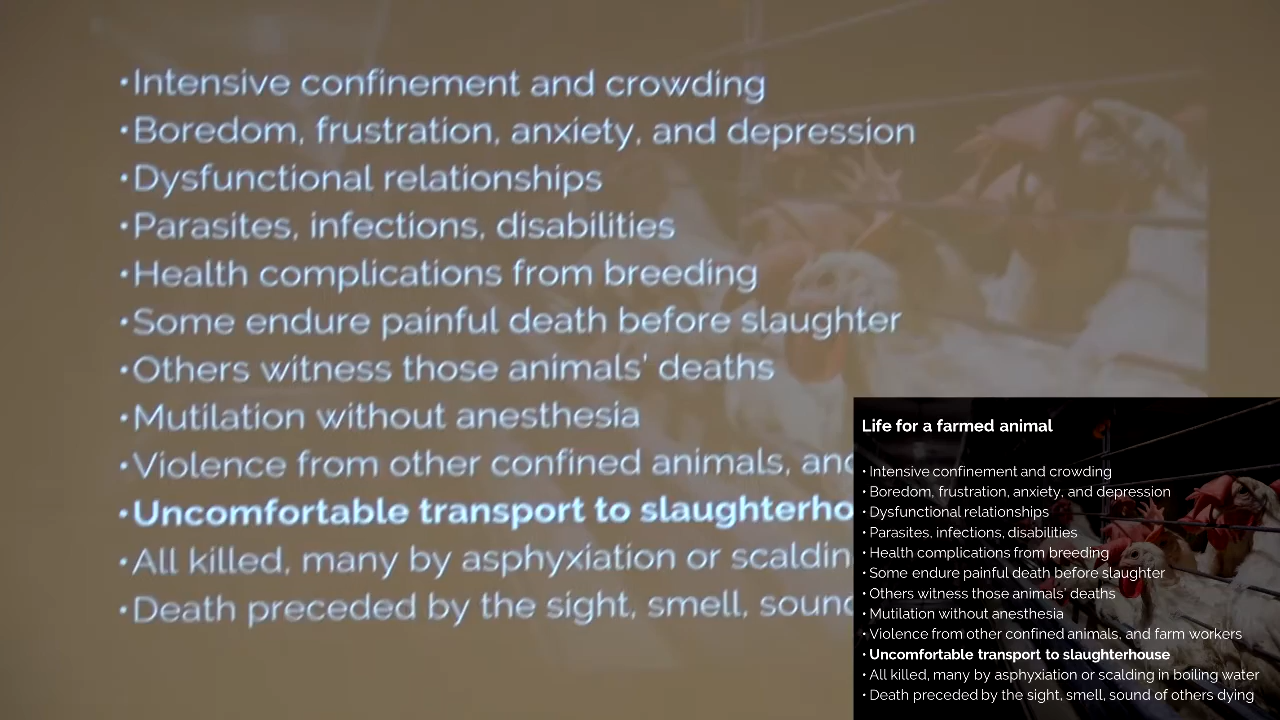 •Intensive confinement and crowding
•Boredom, frustration, anxiety, and depression
•Dysfunctional relationships
•Parasites, infections, disabilities
•Health complications from breeding
•Some endure painful death before slaughter
•Others witness those animals' deaths
•Mutilation without anesthesia
•Violence from other confined animals, and
•Uncomfortable transport to slaughterho
•All killed, many by asphyxiation or scaldin
•Death preceded by the sight, smell, sound
Life for a farmed animal
• Intensive confinement and crowding
• Boredom, frustration, anxiety, and depression
• Dysfunctional relationships
• Parasites, infections, disabilities
• Health complications from breeding
• Some endure painful death before slaughter
• Others witness those animals' deaths
• Mutilation without anesthesia
• Violence from other confined animals, and farm workers
• Uncomfortable transport to slaughterhouse
• All killed, many by asphyxiation or scalding in boiling water
• Death preceded by the sight, smell, sound of others dying